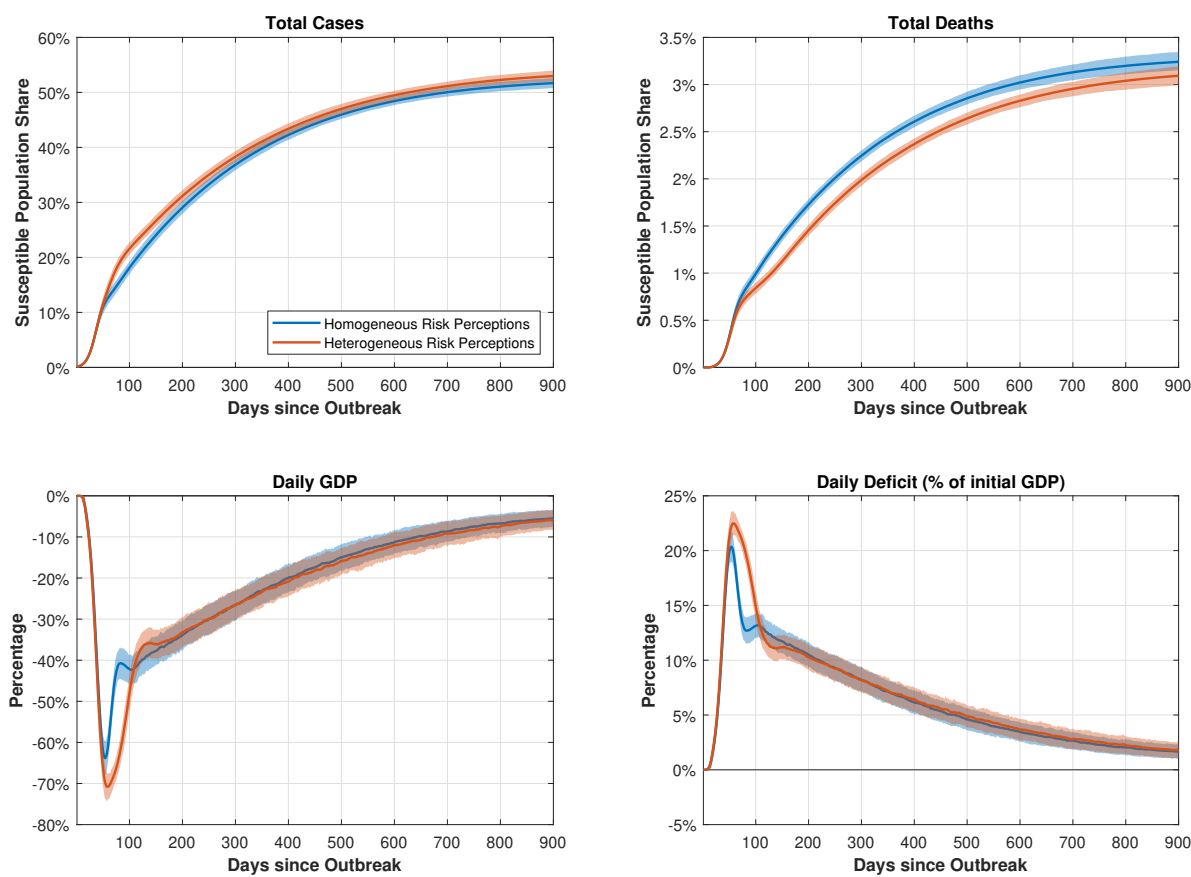 Total Cases
60%
50%
40%
30%
20%
10%
0%
Susceptible Population Share
100 200 300 400 500 600 700 800 900
Days since Outbreak
Homogeneous Risk Perceptions
Heterogeneous Risk Perceptions
Total Deaths
3.5%
3%
2.5%
2%
1.5%
1%
0.5%
0%
Susceptible Population Share
100 200 300 400 500 600 700 800 900
Days since Outbreak
Daily GDP
0%
-10%
-20%
-30%
-40%
-50%
-60%
-70%
-80%
Percentage
100 200 300 400 500 600 700 800 900
Days since Outbreak
Daily Deficit (% of initial GDP)
25%
20%
15%
10%
5%
0%
-5%
Percentage
100 200 300 400 500 600 700 800 900
Days since Outbreak